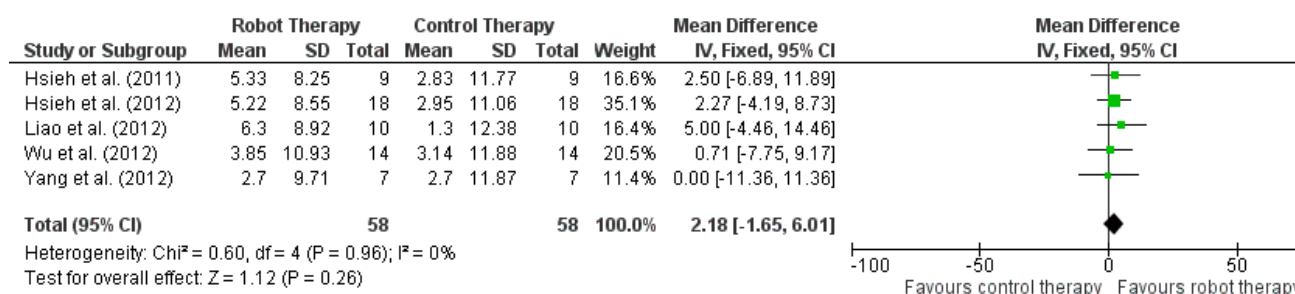 Robot Therapy Control Therapy Mean Difference Mean Difference
Study or Subgroup Mean SD Total Mean SD Total Weight IV, Fixed, 95% CI IV, Fixed, 95% CI
Hsieh et al. (2011) 5.33 8.25 9 2.83 11.77 9 16.6% 2.50 [-6.89, 11.89]
Hsieh et al. (2012) 5.22 8.55 18 2.95 11.06 18 35.1% 2.27 [-4.19, 8.73]
Liao et al. (2012) 6.3 8.92 10 1.3 12.38 10 16.4% 5.00 [-4.46, 14.46]
Wu et al. (2012) 3.85 10.93 14 3.14 11.88 14 20.5% 0.71 [-7.75, 9.17]
Yang et al. (2012) 2.7 9.71 7 2.7 11.87 7 11.4% 0.00 [-11.36, 11.36]
Total (95% CI) 58 58 100.0% 2.18 [-1.65, 6.01]
Heterogeneity: Chi² = 0.60, df = 4 (P = 0.96); I² = 0%
Test for overall effect: Z = 1.12 (P = 0.26)
-100 -50 0 50
Favours control therapy Favours robot therapy